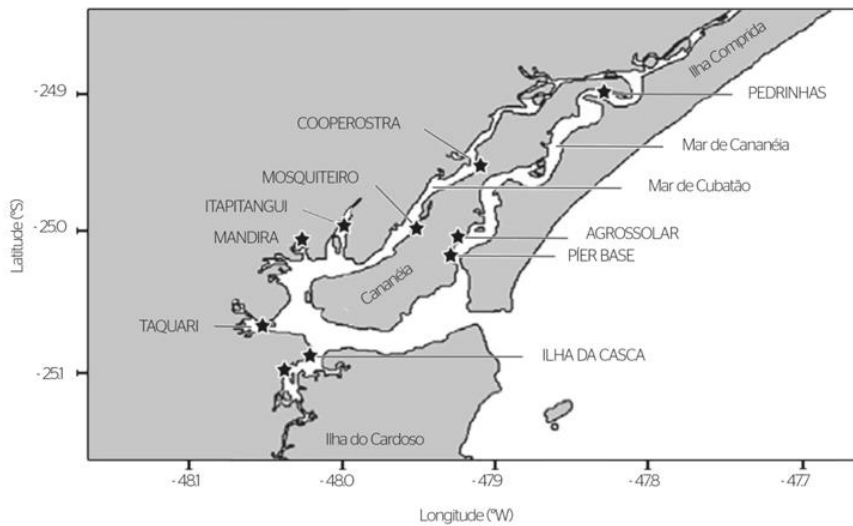 Ilha Comprida
- 249
PEDRINHAS
COOPEROSTRA
Mar de Cananéia
MOSQUITEIRO
Mar de Cubatão
ITAPITANGUI
MANDIRA
- 25.0
AGROSSOLAR
PÍER BASE
Cananéia
Latitude (°S)
TAQUARI
ILHA DA CASCA
- 25.1
Ilha do Cardoso
- 48.1
- 48.0
- 47.9
- 47.8
- 47.7
Longitude (°W)